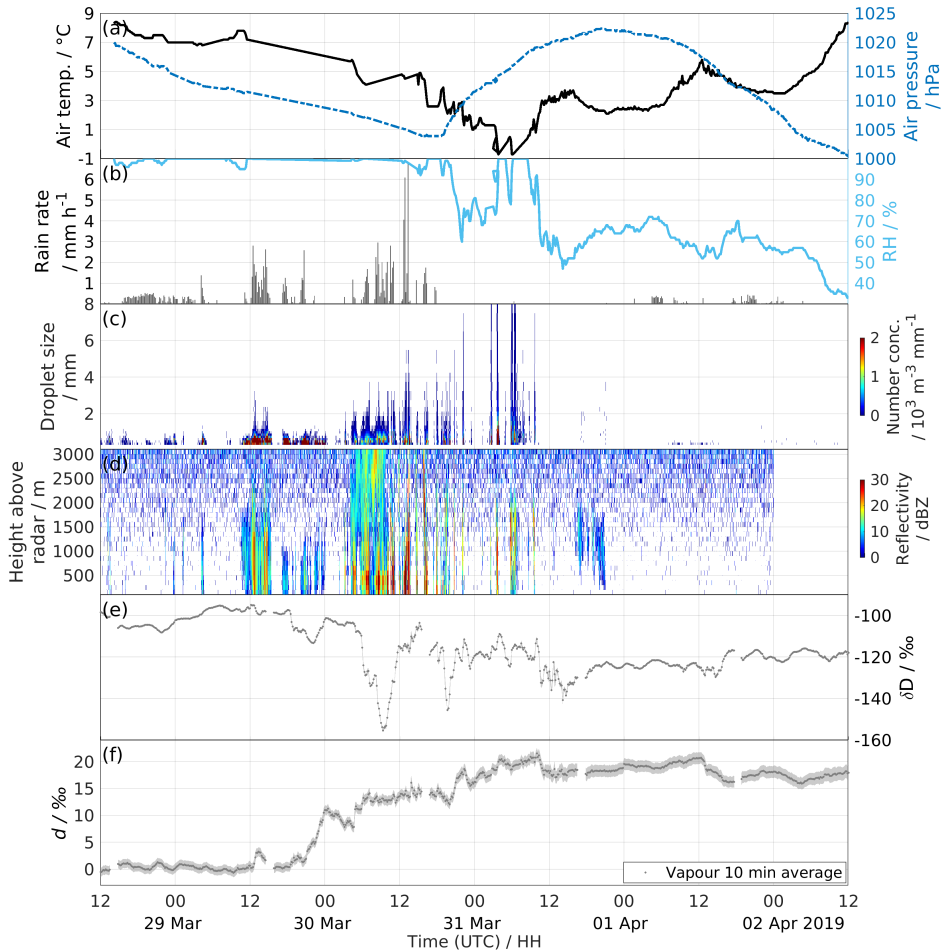 (a)
Air temp. / °C
9
7
5
3
1
-1
1025
1020
1015
1010
1005
1000
Air pressure
/ hPa
(b)
Rain rate
/ mm h-1
6
5
4
3
2
1
90
80
70
60
50
40
RH / %
(c)
Droplet size
/ mm
8
6
4
2
2
1
0
Number conc.
/ 10³ m-3 mm-1
(d)
Height above
radar / m
3000
2500
2000
1500
1000
500
30
20
10
0
Reflectivity
/ dBZ
(e)
-100
-120
-140
-160
δD / ‰
(f)
d / ‰
20
15
10
5
0
Vapour 10 min average
12 00 12 00 12 00 12 00 12 00 12
29 Mar 30 Mar 31 Mar 01 Apr 02 Apr 2019
Time (UTC) / HH